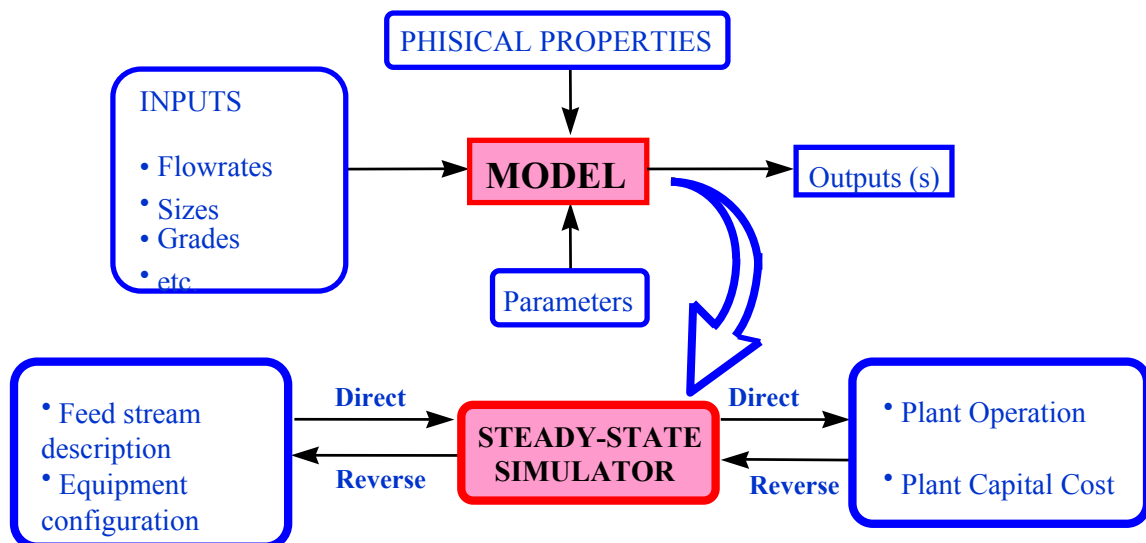 PHISICAL PROPERTIES
INPUTS
• Flowrates
• Sizes
• Grades
• etc
MODEL
Outputs (s)
Parameters
• Feed stream
description
• Equipment
configuration
Direct
Reverse
STEADY-STATE
SIMULATOR
Direct
Reverse
• Plant Operation
• Plant Capital Cost